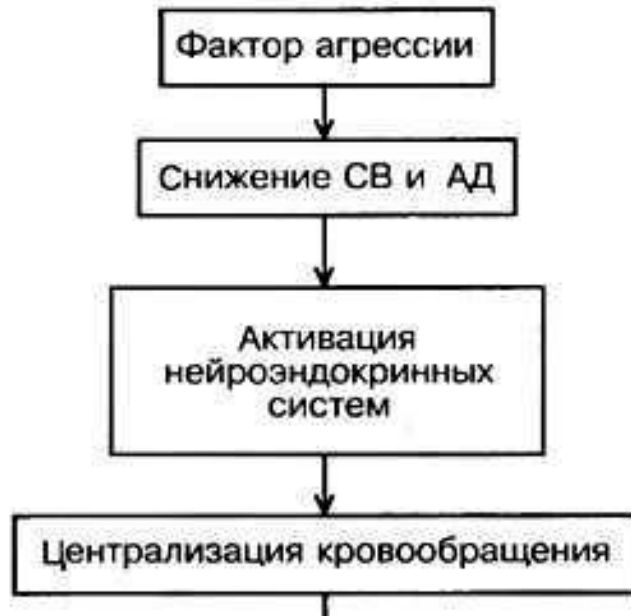 Фактор агрессии
Снижение СВ и АД
Активация
нейроэндокринных
систем
Централизация кровообращения